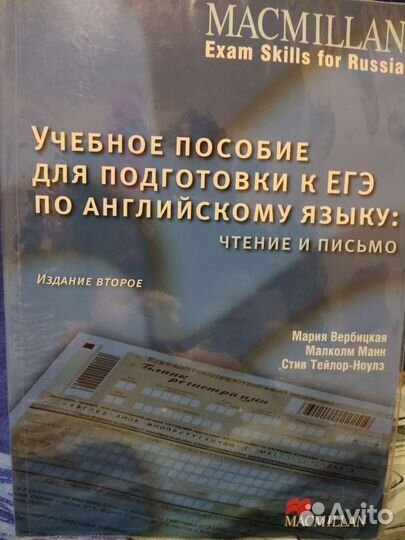 MACMILLAN
Exam Skills for Russia
УЧЕБНОЕ ПОСОБИЕ
ДЛЯ ПОДГОТОВКИ К ЕГЭ
ПО АНГЛИЙСКОМУ ЯЗЫКУ:
ЧТЕНИЕ И ПИСЬМО
ИЗДАНИЕ ВТОРОЕ
Мария Вербицкая
Малколм Манн
Стив Тейлор-Ноулз
Бланк
регистрации
MACMILLAN
Avito